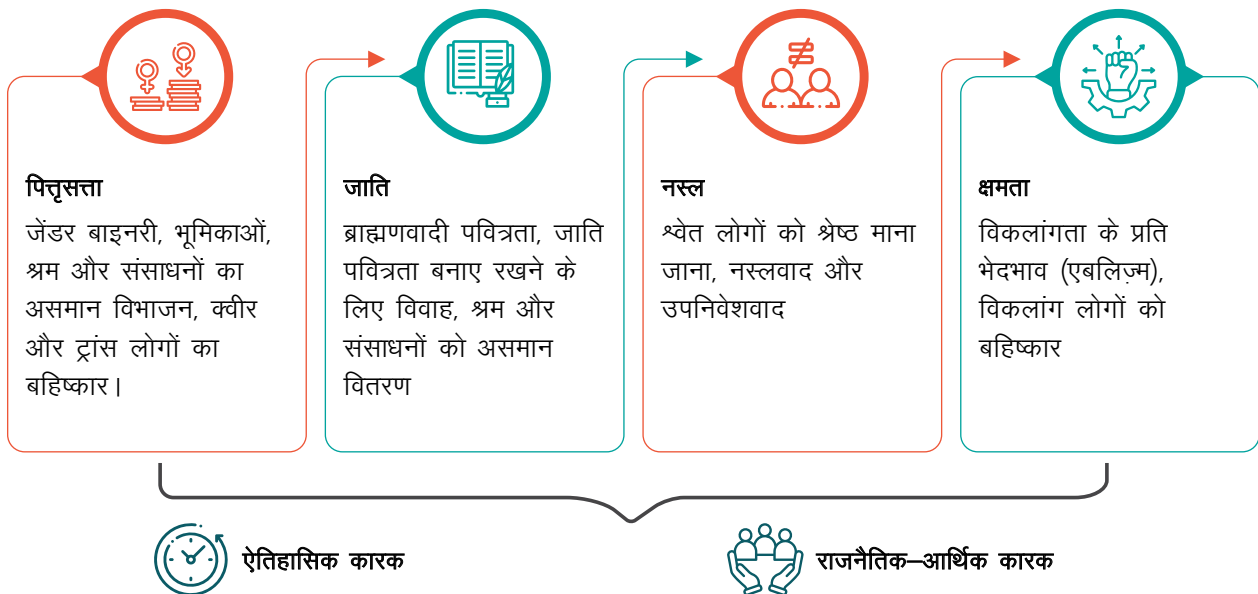 पित्तृसत्ता
जेंडर बाइनरी, भूमिकाओं,
श्रम और संसाधनों का
असमान विभाजन, क्वीर
और ट्रांस लोगों का
बहिष्कार।
जाति
ब्राह्मणवादी पवित्रता, जाति
पवित्रता बनाए रखने के
लिए विवाह, श्रम और
संसाधनों को असमान
वितरण
नस्ल
श्वेत लोगों को श्रेष्ठ माना
जाना, नस्लवाद और
उपनिवेशवाद
क्षमता
विकलांगता के प्रति
भेदभाव (एबलिज़्म),
विकलांग लोगों को
बहिष्कार
ऐतिहासिक कारक
राजनैतिक–आर्थिक कारक